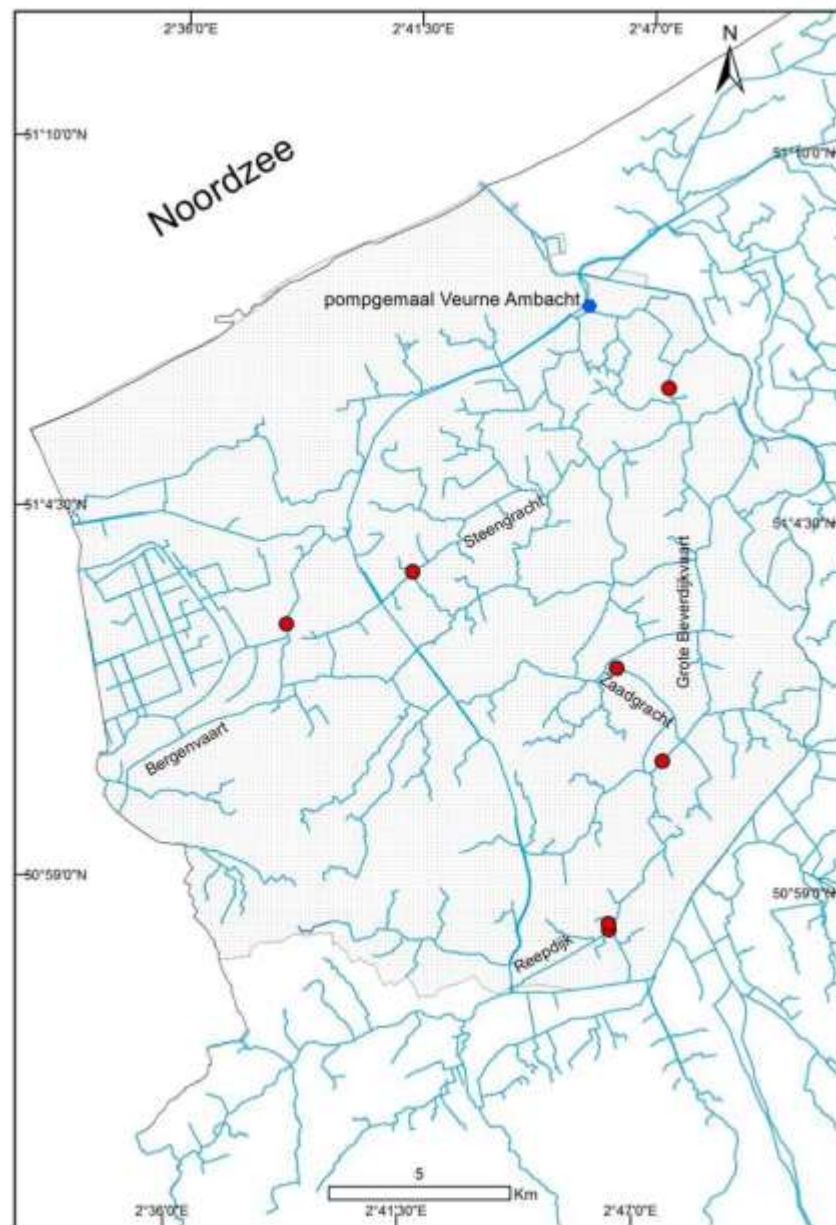 2°36'0"E
2°41'30"E
2°47'0"E
N
51°10'0"N
51°10'0"N
Noordzee
pompgemaal Veurne Ambacht
51°4'30"N
51°4'30"N
Steengracht
Grote Beverdijkvaart
Zaadgracht
Bergenvaart
50°59'0"N
50°59'0"N
Reepdijk
5
Km
2°36'0"E
2°41'30"E
2°47'0"E